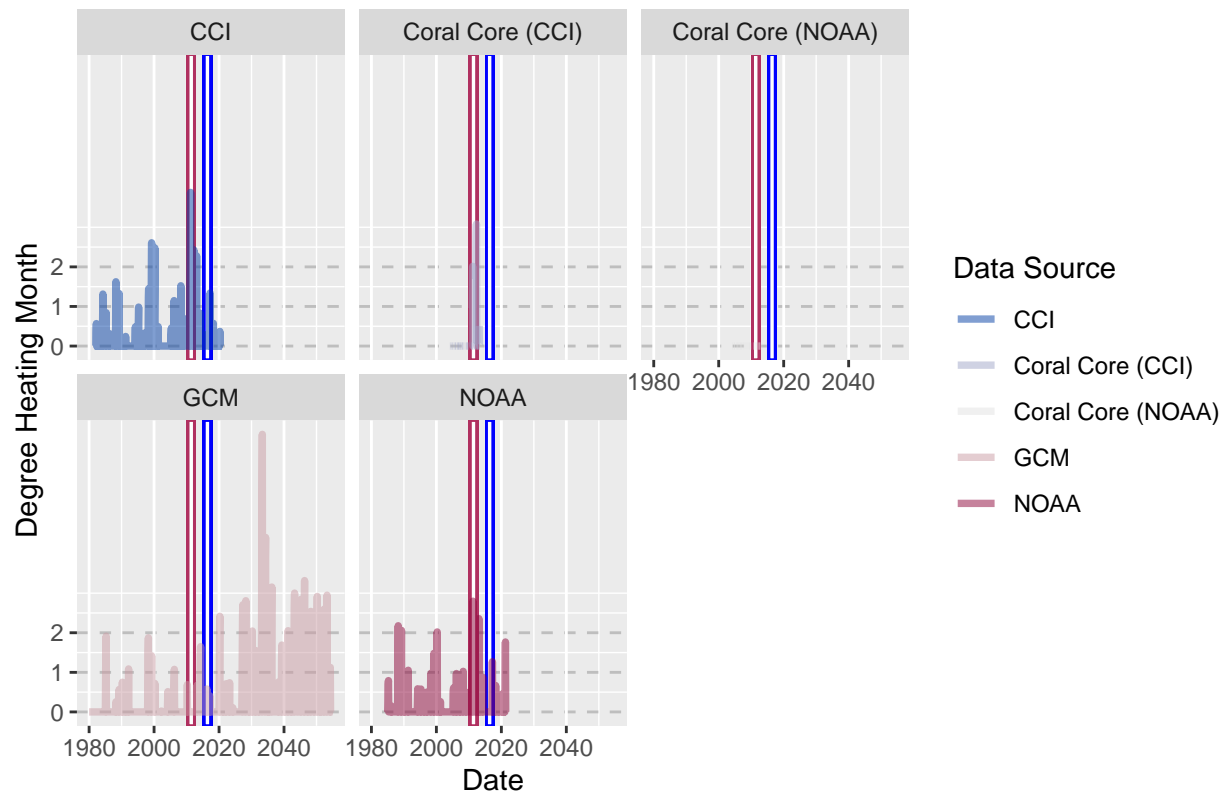 CCI
Coral Core (CCI)
Coral Core (NOAA)
Degree Heating Month
2
1
0
1980 2000 2020 2040
GCM
NOAA
2
1
0
1980 2000 2020 2040
1980 2000 2020 2040
Date
Data Source
CCI
Coral Core (CCI)
Coral Core (NOAA)
GCM
NOAA